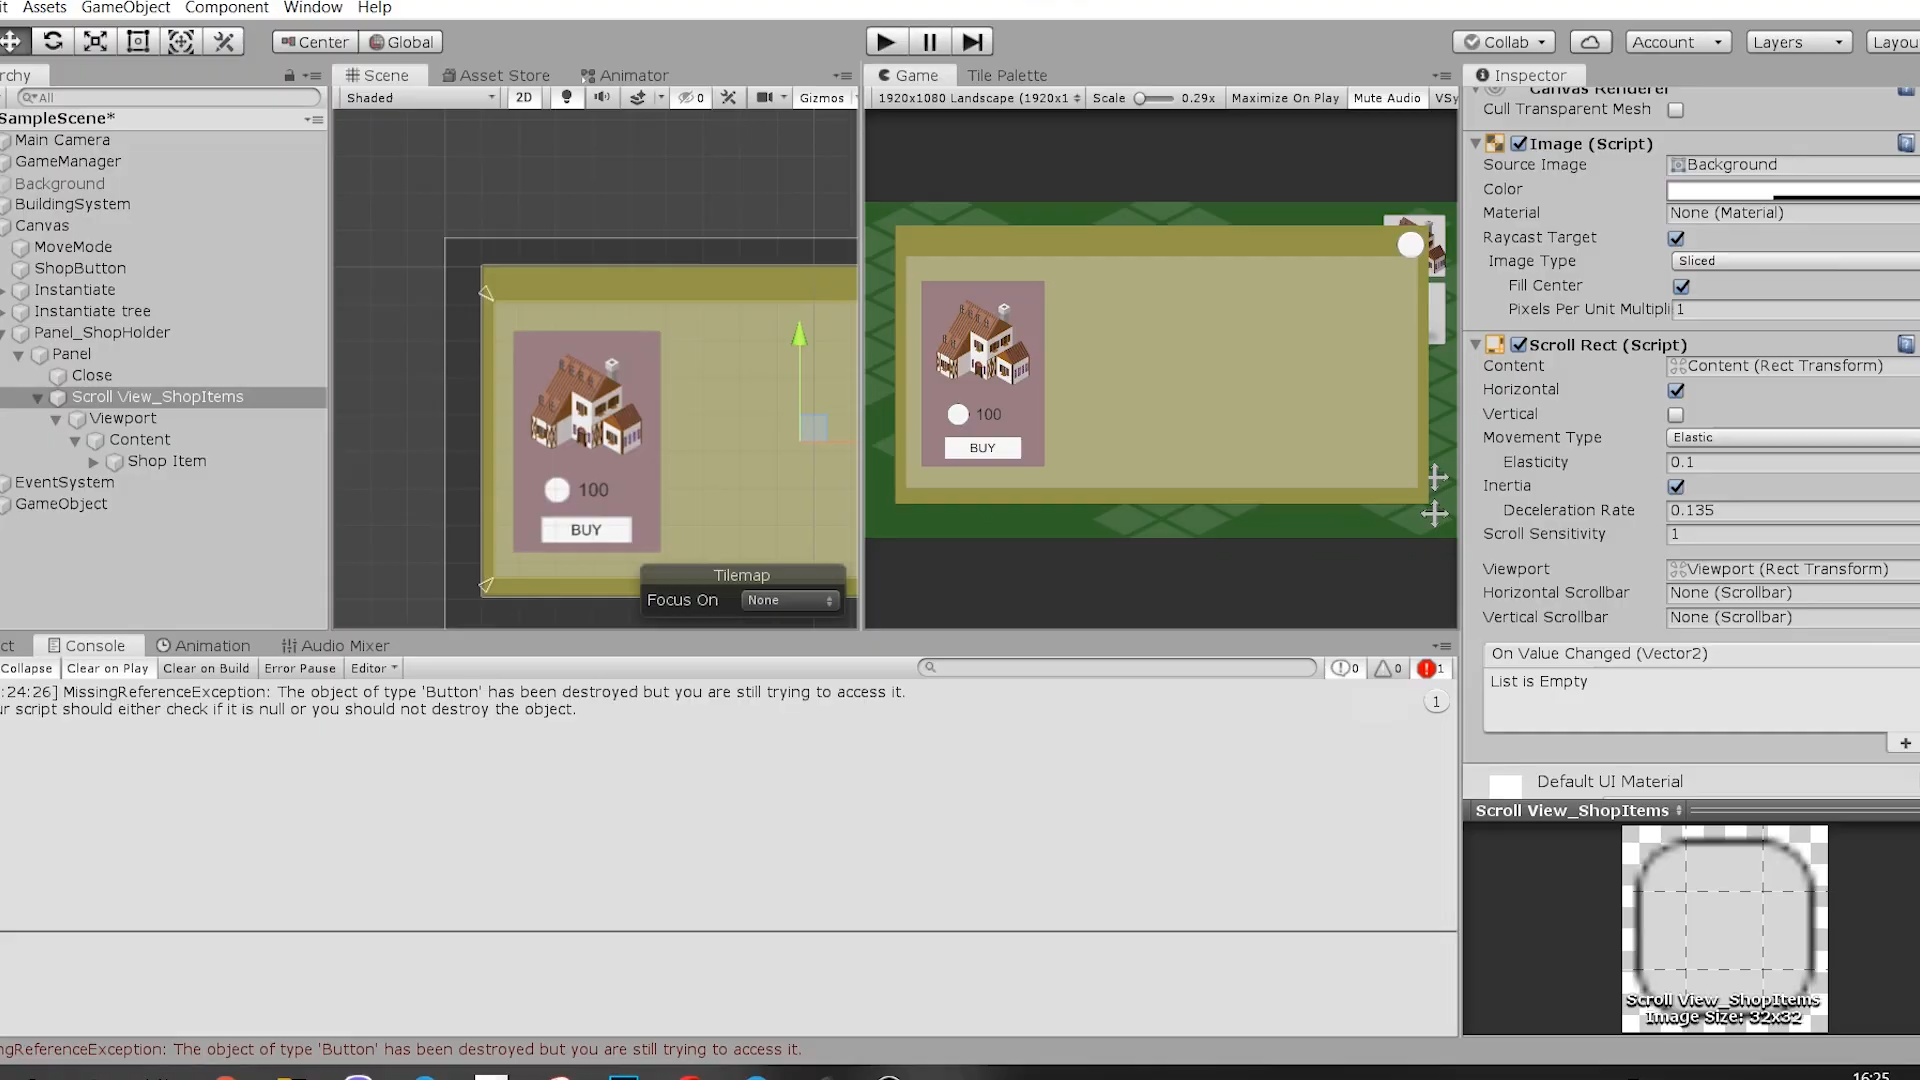 it Assets GameObject Component Window Help
Center Global Collab Account Layers Layou
rchy Scene Asset Store Animator Game Tile Palette Inspector
All Shaded 2D 0 Gizmos 1920x1080 Landscape (1920x1 Scale 0.29x Maximize On Play Mute Audio VSy
SampleScene*
Main Camera
GameManager
Background
BuildingSystem
Canvas
MoveMode
ShopButton
Instantiate
Instantiate tree
Panel_ShopHolder
Panel
Close
Scroll View_ShopItems
Viewport
Content
Shop Item
EventSystem
GameObject
100
BUY
Tilemap
Focus On None
100
BUY
Canvas Renderer
Cull Transparent Mesh
Image (Script)
Source Image Background
Color
Material None (Material)
Raycast Target
Image Type Sliced
Fill Center
Pixels Per Unit Multipli 1
Scroll Rect (Script)
Content Content (Rect Transform)
Horizontal
Vertical
Movement Type Elastic
Elasticity 0.1
Inertia
Deceleration Rate 0.135
Scroll Sensitivity 1
Viewport Viewport (Rect Transform)
Horizontal Scrollbar None (Scrollbar)
Vertical Scrollbar None (Scrollbar)
On Value Changed (Vector2)
List is Empty
+
Default UI Material
Scroll View_ShopItems
Scroll View_ShopItems
Image Size: 32x32
ct Console Animation Audio Mixer
Collapse Clear on Play Clear on Build Error Pause Editor 0 0 1
:24:26] MissingReferenceException: The object of type 'Button' has been destroyed but you are still trying to access it.
ur script should either check if it is null or you should not destroy the object.
1
ngReferenceException: The object of type 'Button' has been destroyed but you are still trying to access it.
16:25